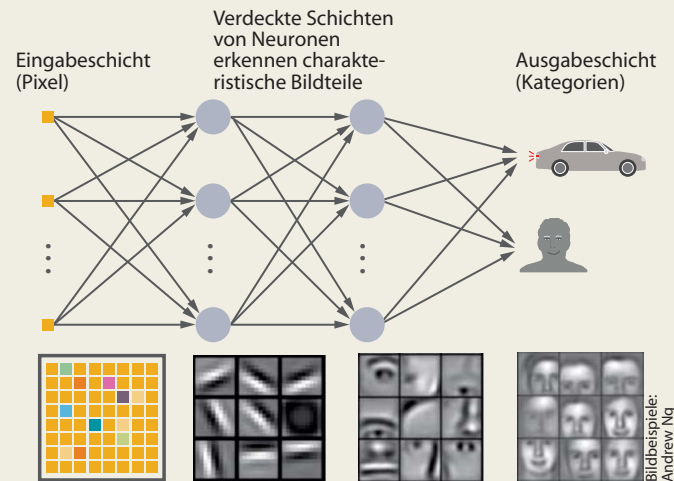 Eingabeschicht
(Pixel)
Verdeckte Schichten
von Neuronen
erkennen charakte-
ristische Bildteile
Ausgabeschicht
(Kategorien)
Bildbeispiele:
Andrew Ng